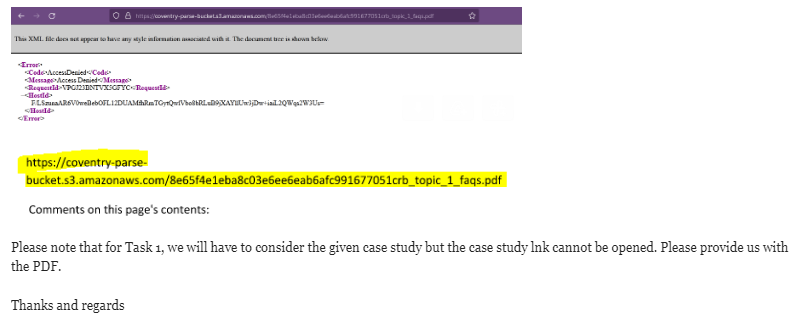 https://coventry-parse-bucket.s3.amazonaws.com/8e65f4e1eba8c03e6ee6eab6afc991677051crb_topic_1_faqs.pdf
This XML file does not appear to have any style information associated with it. The document tree is shown below.
<Error>
<Code>AccessDenied</Code>
<Message>Access Denied</Message>
<RequestId>VPGJ23BNTVX3GFYC</RequestId>
−<HostId>
</HostId>
</Error>
https://coventry-parse-
bucket.s3.amazonaws.com/8e65f4e1eba8c03e6ee6eab6afc991677051crb_topic_1_faqs.pdf
Comments on this page's contents:
Please note that for Task 1, we will have to consider the given case study but the case study lnk cannot be opened. Please provide us with
the PDF.
Thanks and regards